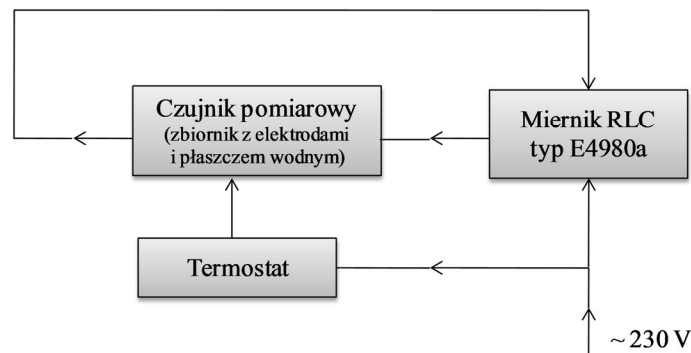 Czujnik pomiarowy
(zbiornik z elektrodami
i płaszczem wodnym)
Miernik RLC
typ E4980a
Termostat
~ 230 V